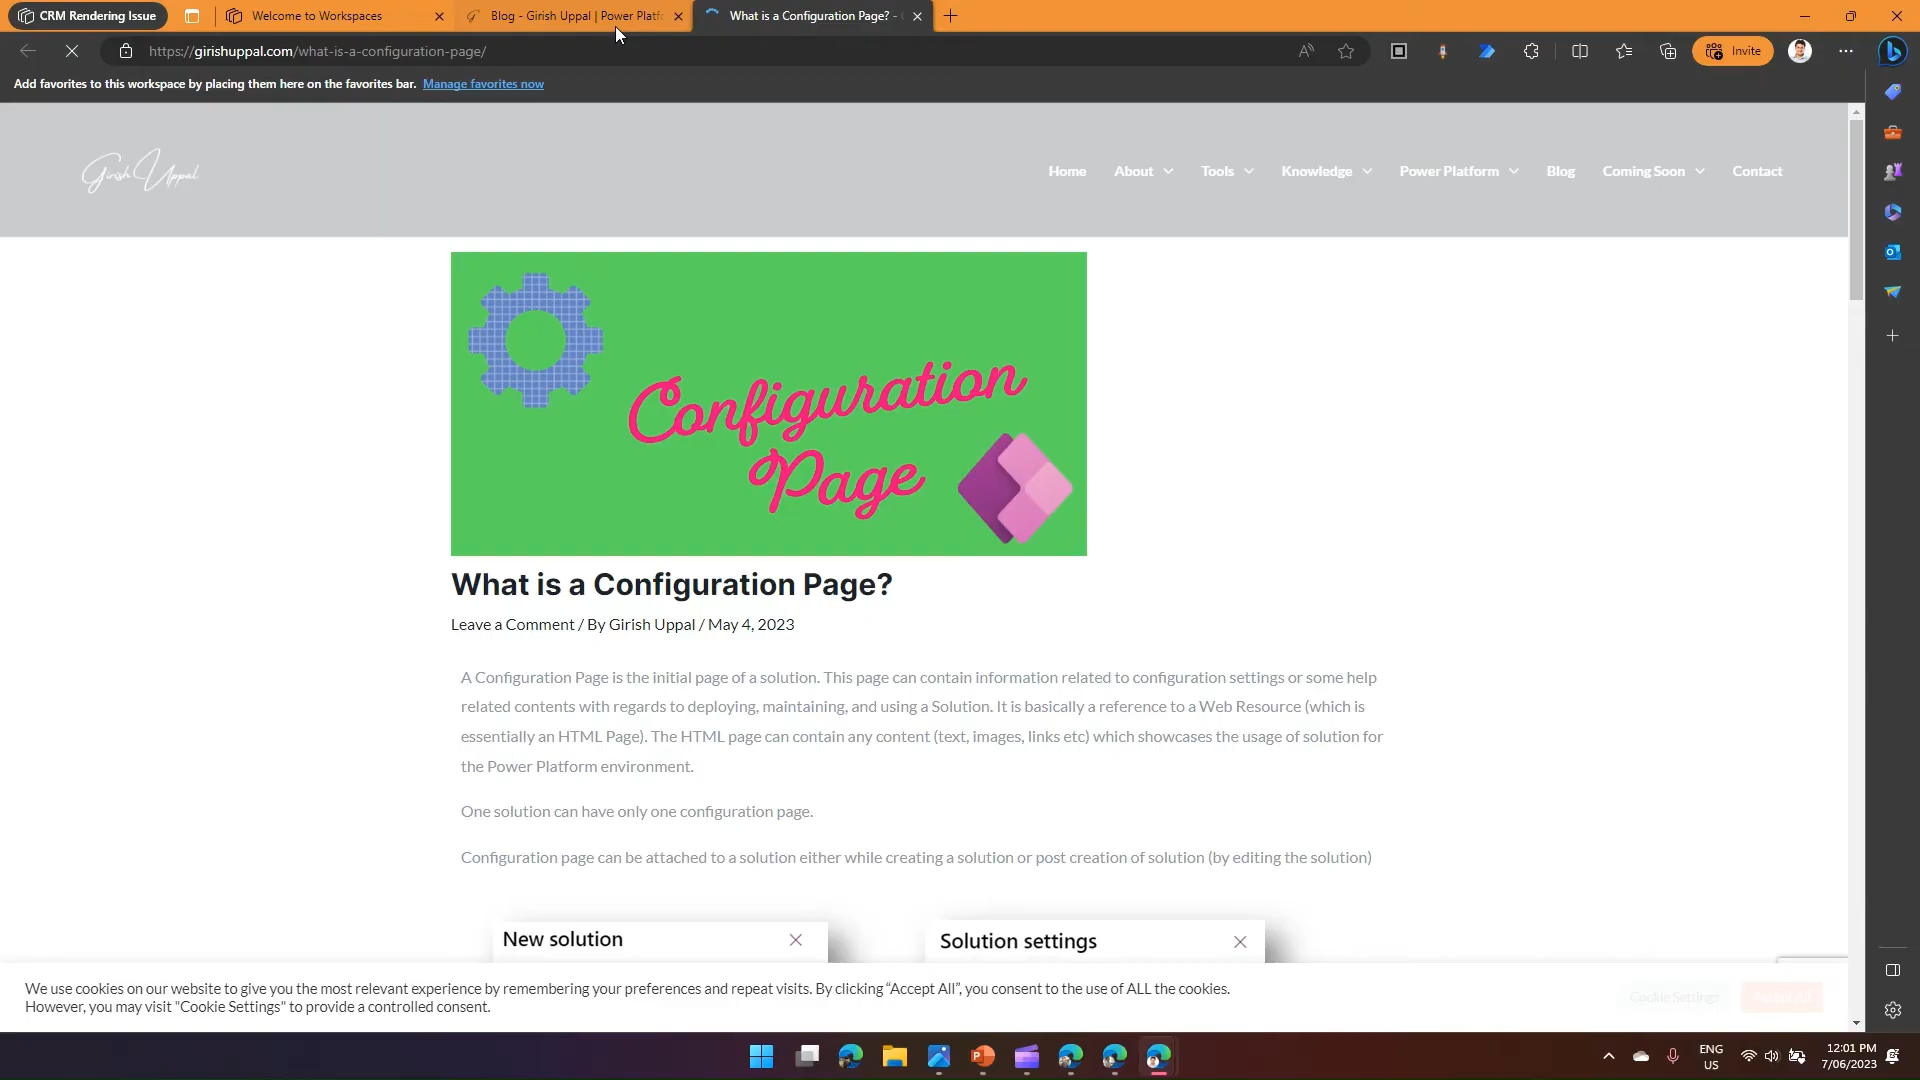 CRM Rendering Issue
Welcome to Workspaces
Blog - Girish Uppal | Power Platf
What is a Configuration Page? -
https://girishuppal.com/what-is-a-configuration-page/
Invite
Add favorites to this workspace by placing them here on the favorites bar. Manage favorites now
Girish Uppal
Home
About
Tools
Knowledge
Power Platform
Blog
Coming Soon
Contact
Configuration
Page
What is a Configuration Page?
Leave a Comment / By Girish Uppal / May 4, 2023
A Configuration Page is the initial page of a solution. This page can contain information related to configuration settings or some help
related contents with regards to deploying, maintaining, and using a Solution. It is basically a reference to a Web Resource (which is
essentially an HTML Page). The HTML page can contain any content (text, images, links etc) which showcases the usage of solution for
the Power Platform environment.
One solution can have only one configuration page.
Configuration page can be attached to a solution either while creating a solution or post creation of solution (by editing the solution)
New solution
Solution settings
We use cookies on our website to give you the most relevant experience by remembering your preferences and repeat visits. By clicking “Accept All”, you consent to the use of ALL the cookies.
However, you may visit "Cookie Settings" to provide a controlled consent.
Cookie Settings
Accept All
ENG
US
12:01 PM
7/06/2023